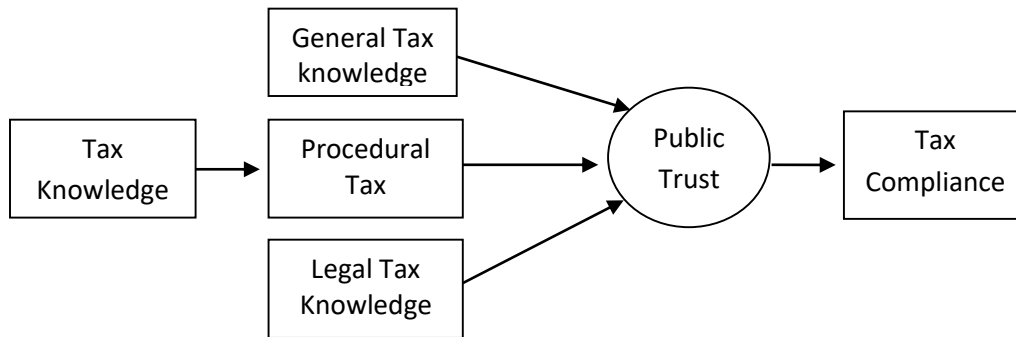 General Tax
knowledge
Tax
Knowledge
Procedural
Tax
Legal Tax
Knowledge
Public
Trust
Tax
Compliance